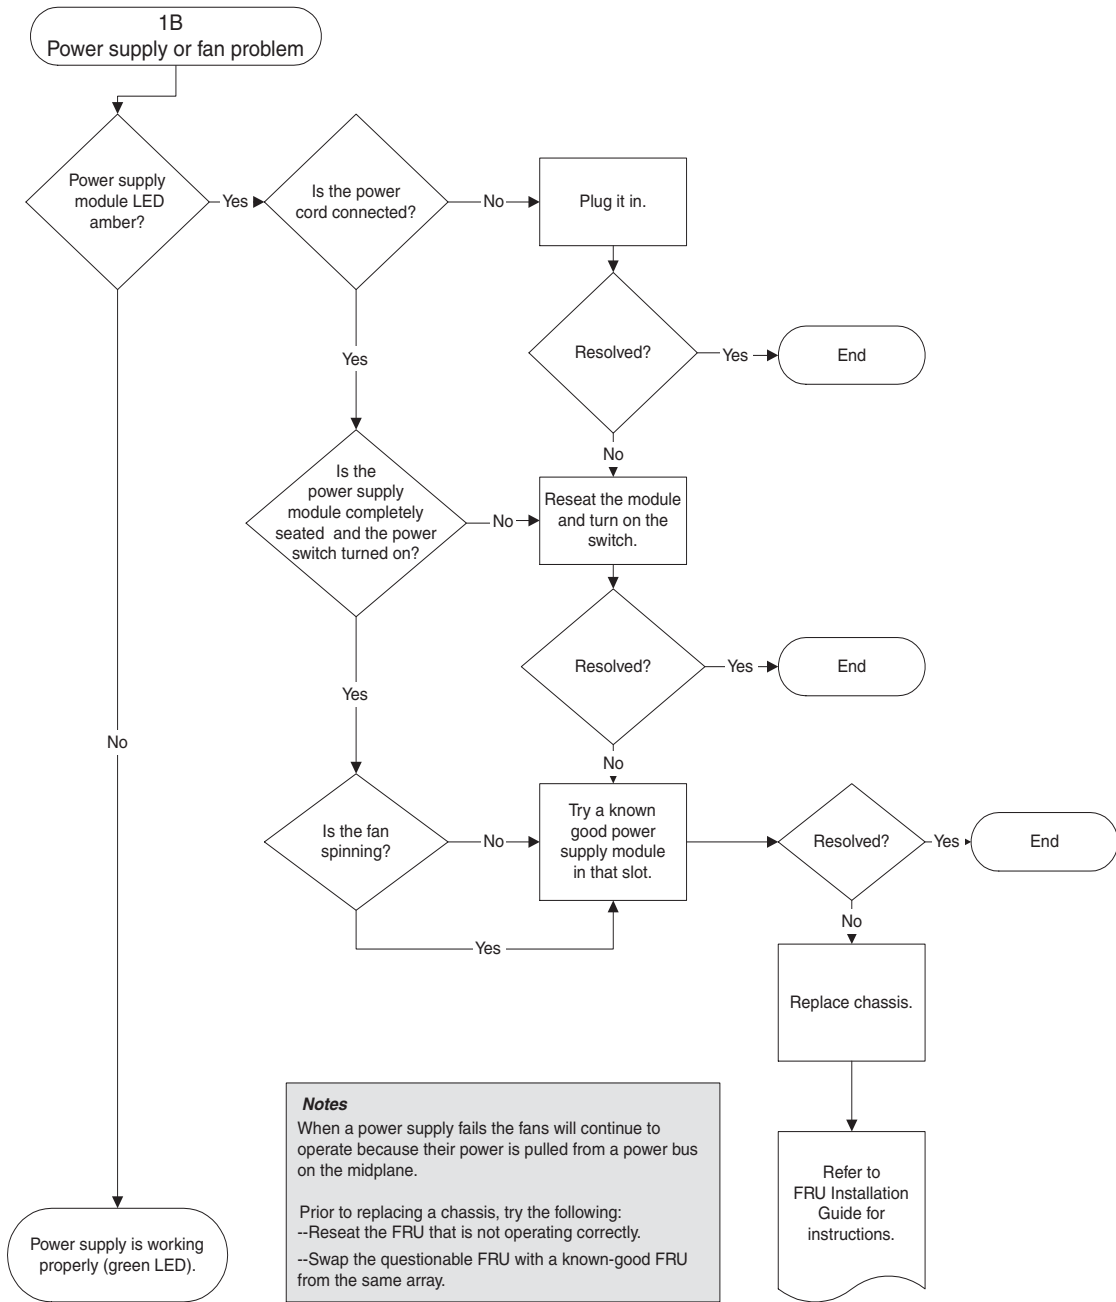 1B
Power supply or fan problem
Power supply
module LED
amber?
Yes
Is the power
cord connected?
No
Plug it in.
Resolved?
Yes
End
Yes
No
Is the
power supply
module completely
seated and the power
switch turned on?
No
Reseat the module
and turn on the
switch.
Resolved?
Yes
End
Yes
No
No
Is the fan
spinning?
No
Try a known
good power
supply module
in that slot.
Resolved?
Yes
End
Yes
No
Replace chassis.
Notes
When a power supply fails the fans will continue to
operate because their power is pulled from a power bus
on the midplane.
Prior to replacing a chassis, try the following:
--Reseat the FRU that is not operating correctly.
--Swap the questionable FRU with a known-good FRU
from the same array.
Refer to
FRU Installation
Guide for
instructions.
Power supply is working
properly (green LED).